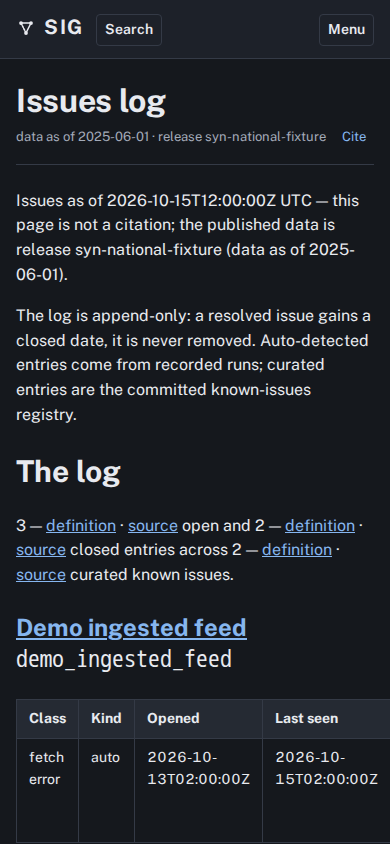 SIG Search Menu
Issues log
data as of 2025-06-01 · release syn-national-fixture Cite
Issues as of 2026-10-15T12:00:00Z UTC — this
page is not a citation; the published data is
release syn-national-fixture (data as of 2025-
06-01).
The log is append-only: a resolved issue gains a
closed date, it is never removed. Auto-detected
entries come from recorded runs; curated
entries are the committed known-issues
registry.
The log
3 — definition · source open and 2 — definition ·
source closed entries across 2 — definition ·
source curated known issues.
Demo ingested feed
demo_ingested_feed
Class Kind Opened Last seen
fetch auto 2026-10- 2026-10-
error 13T02:00:00Z 15T02:00:00Z